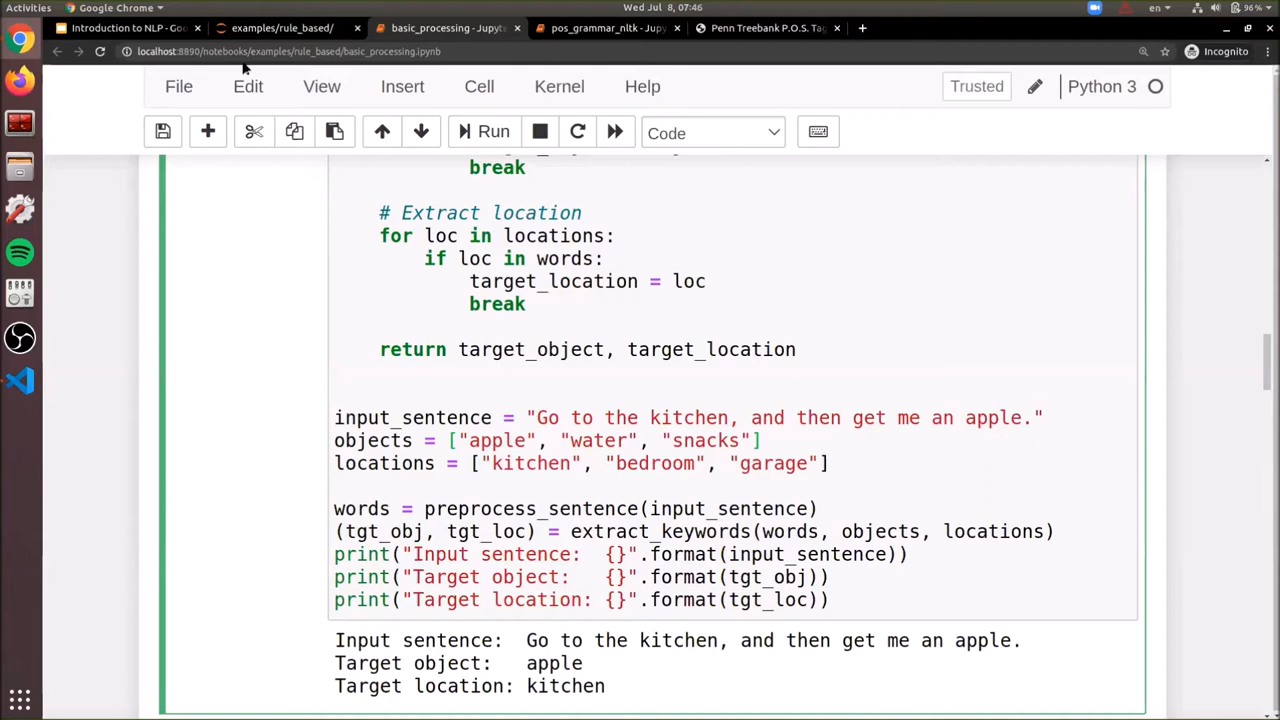 Activities Google Chrome Wed Jul 8, 07:46 en 96%
Introduction to NLP - Goo examples/rule_based/ basic_processing - Jupyte pos_grammar_nltk - Jup Penn Treebank P.O.S. Tag
localhost:8890/notebooks/examples/rule_based/basic_processing.ipynb Incognito
File Edit View Insert Cell Kernel Help Trusted Python 3
Run Code
break
# Extract location
for loc in locations:
if loc in words:
target_location = loc
break
return target_object, target_location
input_sentence = "Go to the kitchen, and then get me an apple."
objects = ["apple", "water", "snacks"]
locations = ["kitchen", "bedroom", "garage"]
words = preprocess_sentence(input_sentence)
(tgt_obj, tgt_loc) = extract_keywords(words, objects, locations)
print("Input sentence:  {}".format(input_sentence))
print("Target object:   {}".format(tgt_obj))
print("Target location: {}".format(tgt_loc))
Input sentence:  Go to the kitchen, and then get me an apple.
Target object:   apple
Target location: kitchen